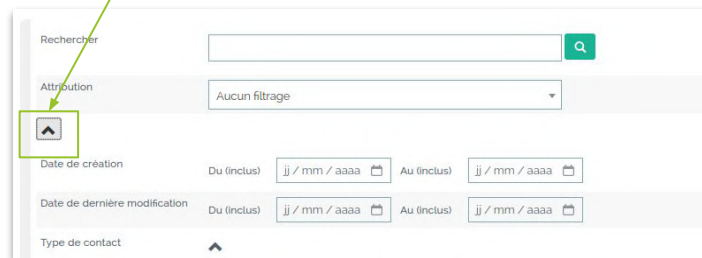 Rechercher
Attribution
Aucun filtrage
Date de création Du (inclus) jj / mm / aaaa Au (inclus) jj / mm / aaaa
Date de dernière modification Du (inclus) jj / mm / aaaa Au (inclus) jj / mm / aaaa
Type de contact